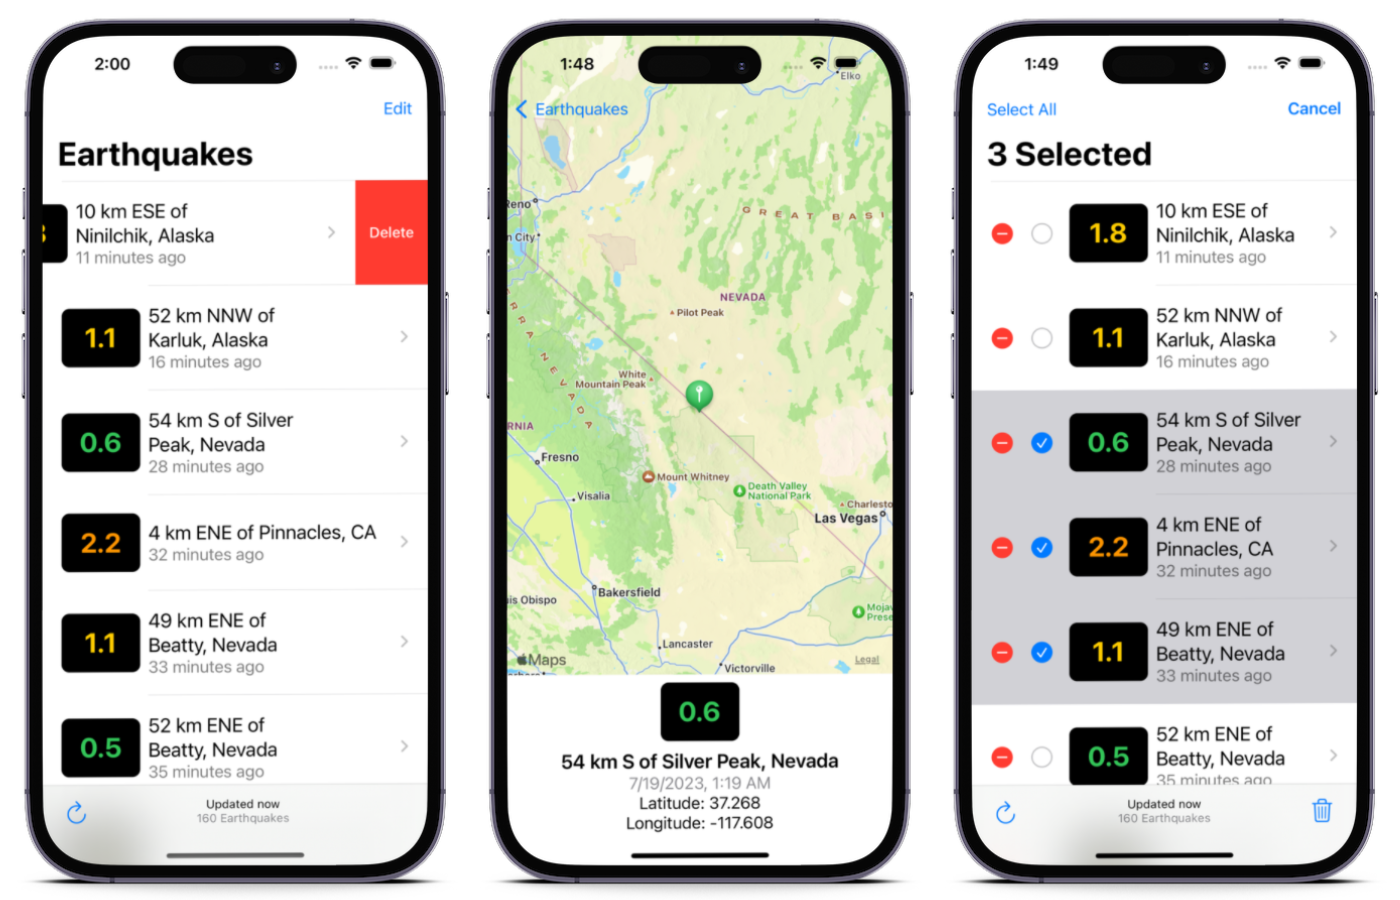 2:00
Edit
Earthquakes
10 km ESE of
Ninilchik, Alaska
11 minutes ago
Delete
1.1
52 km NNW of
Karluk, Alaska
16 minutes ago
0.6
54 km S of Silver
Peak, Nevada
28 minutes ago
2.2
4 km ENE of Pinnacles, CA
32 minutes ago
1.1
49 km ENE of
Beatty, Nevada
33 minutes ago
0.5
52 km ENE of
Beatty, Nevada
35 minutes ago
Updated now
160 Earthquakes
1:48
Elko
Earthquakes
Reno
n City
GREAT BASI
NEVADA
Pilot Peak
RRA NEVADA
White
Mountain Peak
RNIA
Fresno
Mount Whitney
Visalia
Death Valley
National Park
Charlesto
Las Vegas
Bakersfield
is Obispo
Moja
Prese
Lancaster
Maps
Legal
Victorville
0.6
54 km S of Silver Peak, Nevada
7/19/2023, 1:19 AM
Latitude: 37.268
Longitude: -117.608
1:49
Select All
Cancel
3 Selected
1.8
10 km ESE of
Ninilchik, Alaska
11 minutes ago
1.1
52 km NNW of
Karluk, Alaska
16 minutes ago
0.6
54 km S of Silver
Peak, Nevada
28 minutes ago
2.2
4 km ENE of
Pinnacles, CA
32 minutes ago
1.1
49 km ENE of
Beatty, Nevada
33 minutes ago
0.5
52 km ENE of
Beatty, Nevada
35 minutes ago
Updated now
160 Earthquakes